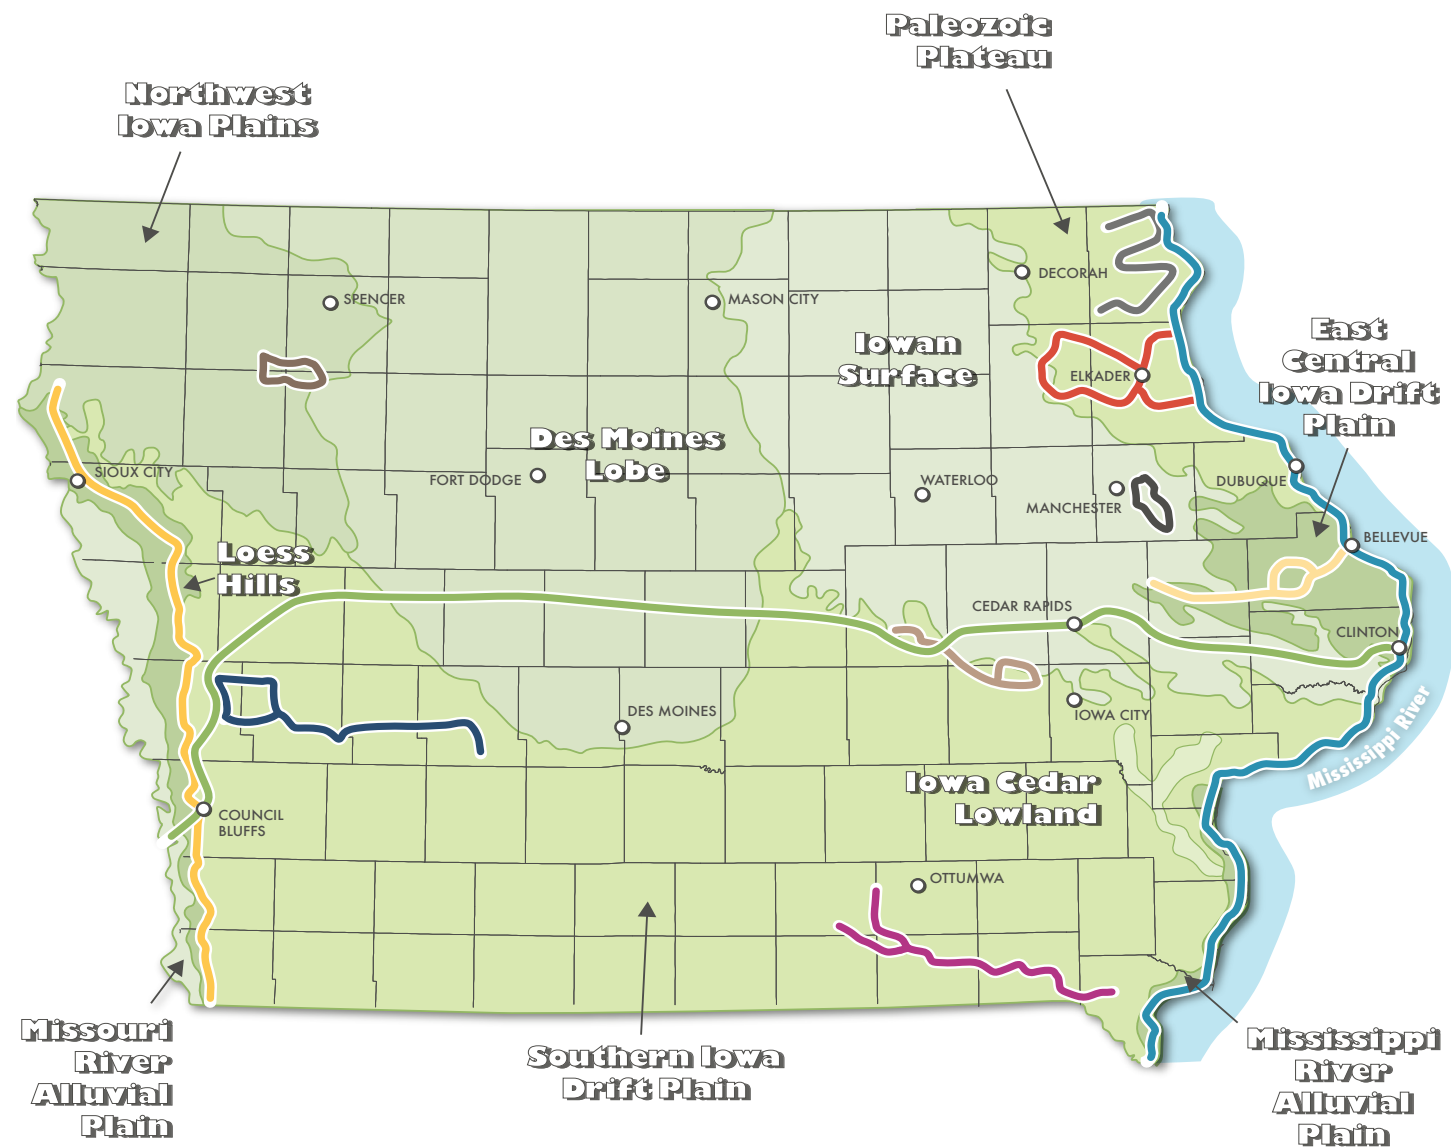 Paleozoic
Plateau
Northwest
Iowa Plains
DECORAH
SPENCER
MASON CITY
East
Central
Iowa Drift
Plain
Iowan
Surface
ELKADER
Des Moines
Lobe
SIOUX CITY
FORT DODGE
WATERLOO
DUBUQUE
MANCHESTER
BELLEVUE
Loess
Hills
CEDAR RAPIDS
CLINTON
DES MOINES
IOWA CITY
Mississippi River
Iowa Cedar
Lowland
COUNCIL
BLUFFS
OTTUMWA
Missouri
River
Alluvial
Plain
Southern Iowa
Drift Plain
Mississippi
River
Alluvial
Plain